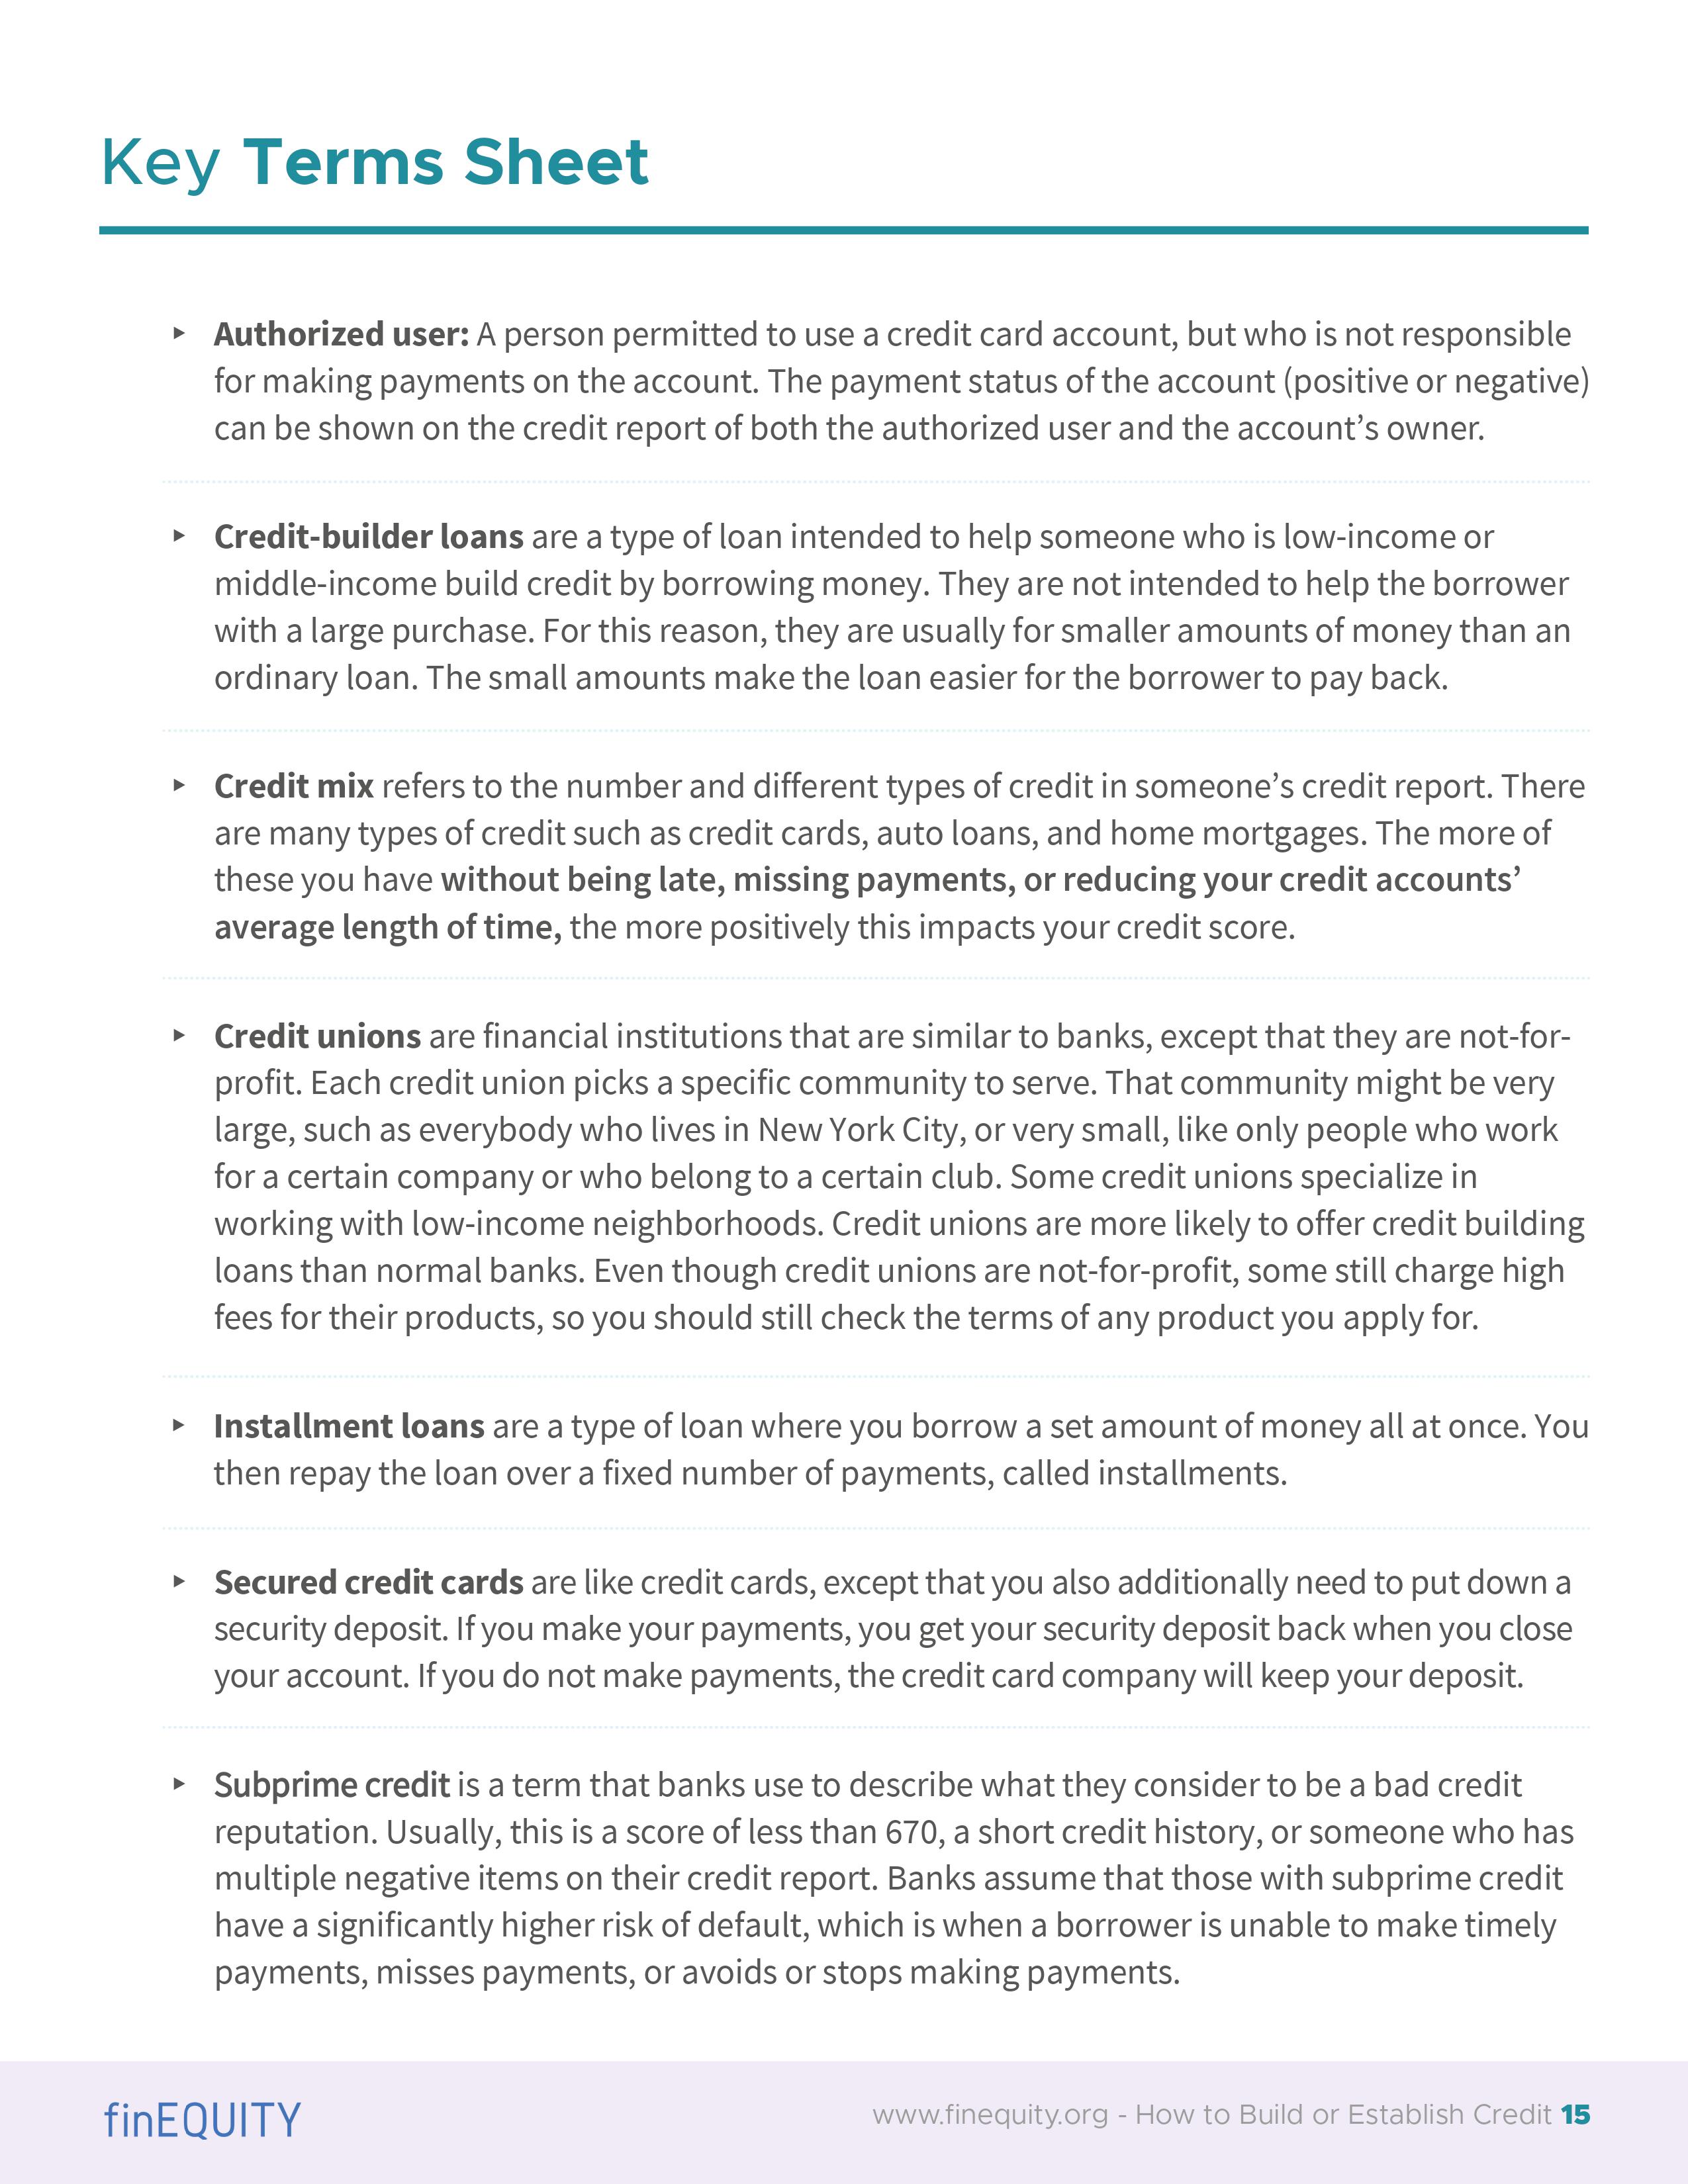 Key Terms Sheet
▸ Authorized user: A person permitted to use a credit card account, but who is not responsible
for making payments on the account. The payment status of the account (positive or negative)
can be shown on the credit report of both the authorized user and the account’s owner.
▸ Credit-builder loans are a type of loan intended to help someone who is low-income or
middle-income build credit by borrowing money. They are not intended to help the borrower
with a large purchase. For this reason, they are usually for smaller amounts of money than an
ordinary loan. The small amounts make the loan easier for the borrower to pay back.
▸ Credit mix refers to the number and different types of credit in someone’s credit report. There
are many types of credit such as credit cards, auto loans, and home mortgages. The more of
these you have without being late, missing payments, or reducing your credit accounts’
average length of time, the more positively this impacts your credit score.
▸ Credit unions are financial institutions that are similar to banks, except that they are not-for-
profit. Each credit union picks a specific community to serve. That community might be very
large, such as everybody who lives in New York City, or very small, like only people who work
for a certain company or who belong to a certain club. Some credit unions specialize in
working with low-income neighborhoods. Credit unions are more likely to offer credit building
loans than normal banks. Even though credit unions are not-for-profit, some still charge high
fees for their products, so you should still check the terms of any product you apply for.
▸ Installment loans are a type of loan where you borrow a set amount of money all at once. You
then repay the loan over a fixed number of payments, called installments.
▸ Secured credit cards are like credit cards, except that you also additionally need to put down a
security deposit. If you make your payments, you get your security deposit back when you close
your account. If you do not make payments, the credit card company will keep your deposit.
▸ Subprime credit is a term that banks use to describe what they consider to be a bad credit
reputation. Usually, this is a score of less than 670, a short credit history, or someone who has
multiple negative items on their credit report. Banks assume that those with subprime credit
have a significantly higher risk of default, which is when a borrower is unable to make timely
payments, misses payments, or avoids or stops making payments.
finEQUITY
www.finequity.org - How to Build or Establish Credit 15